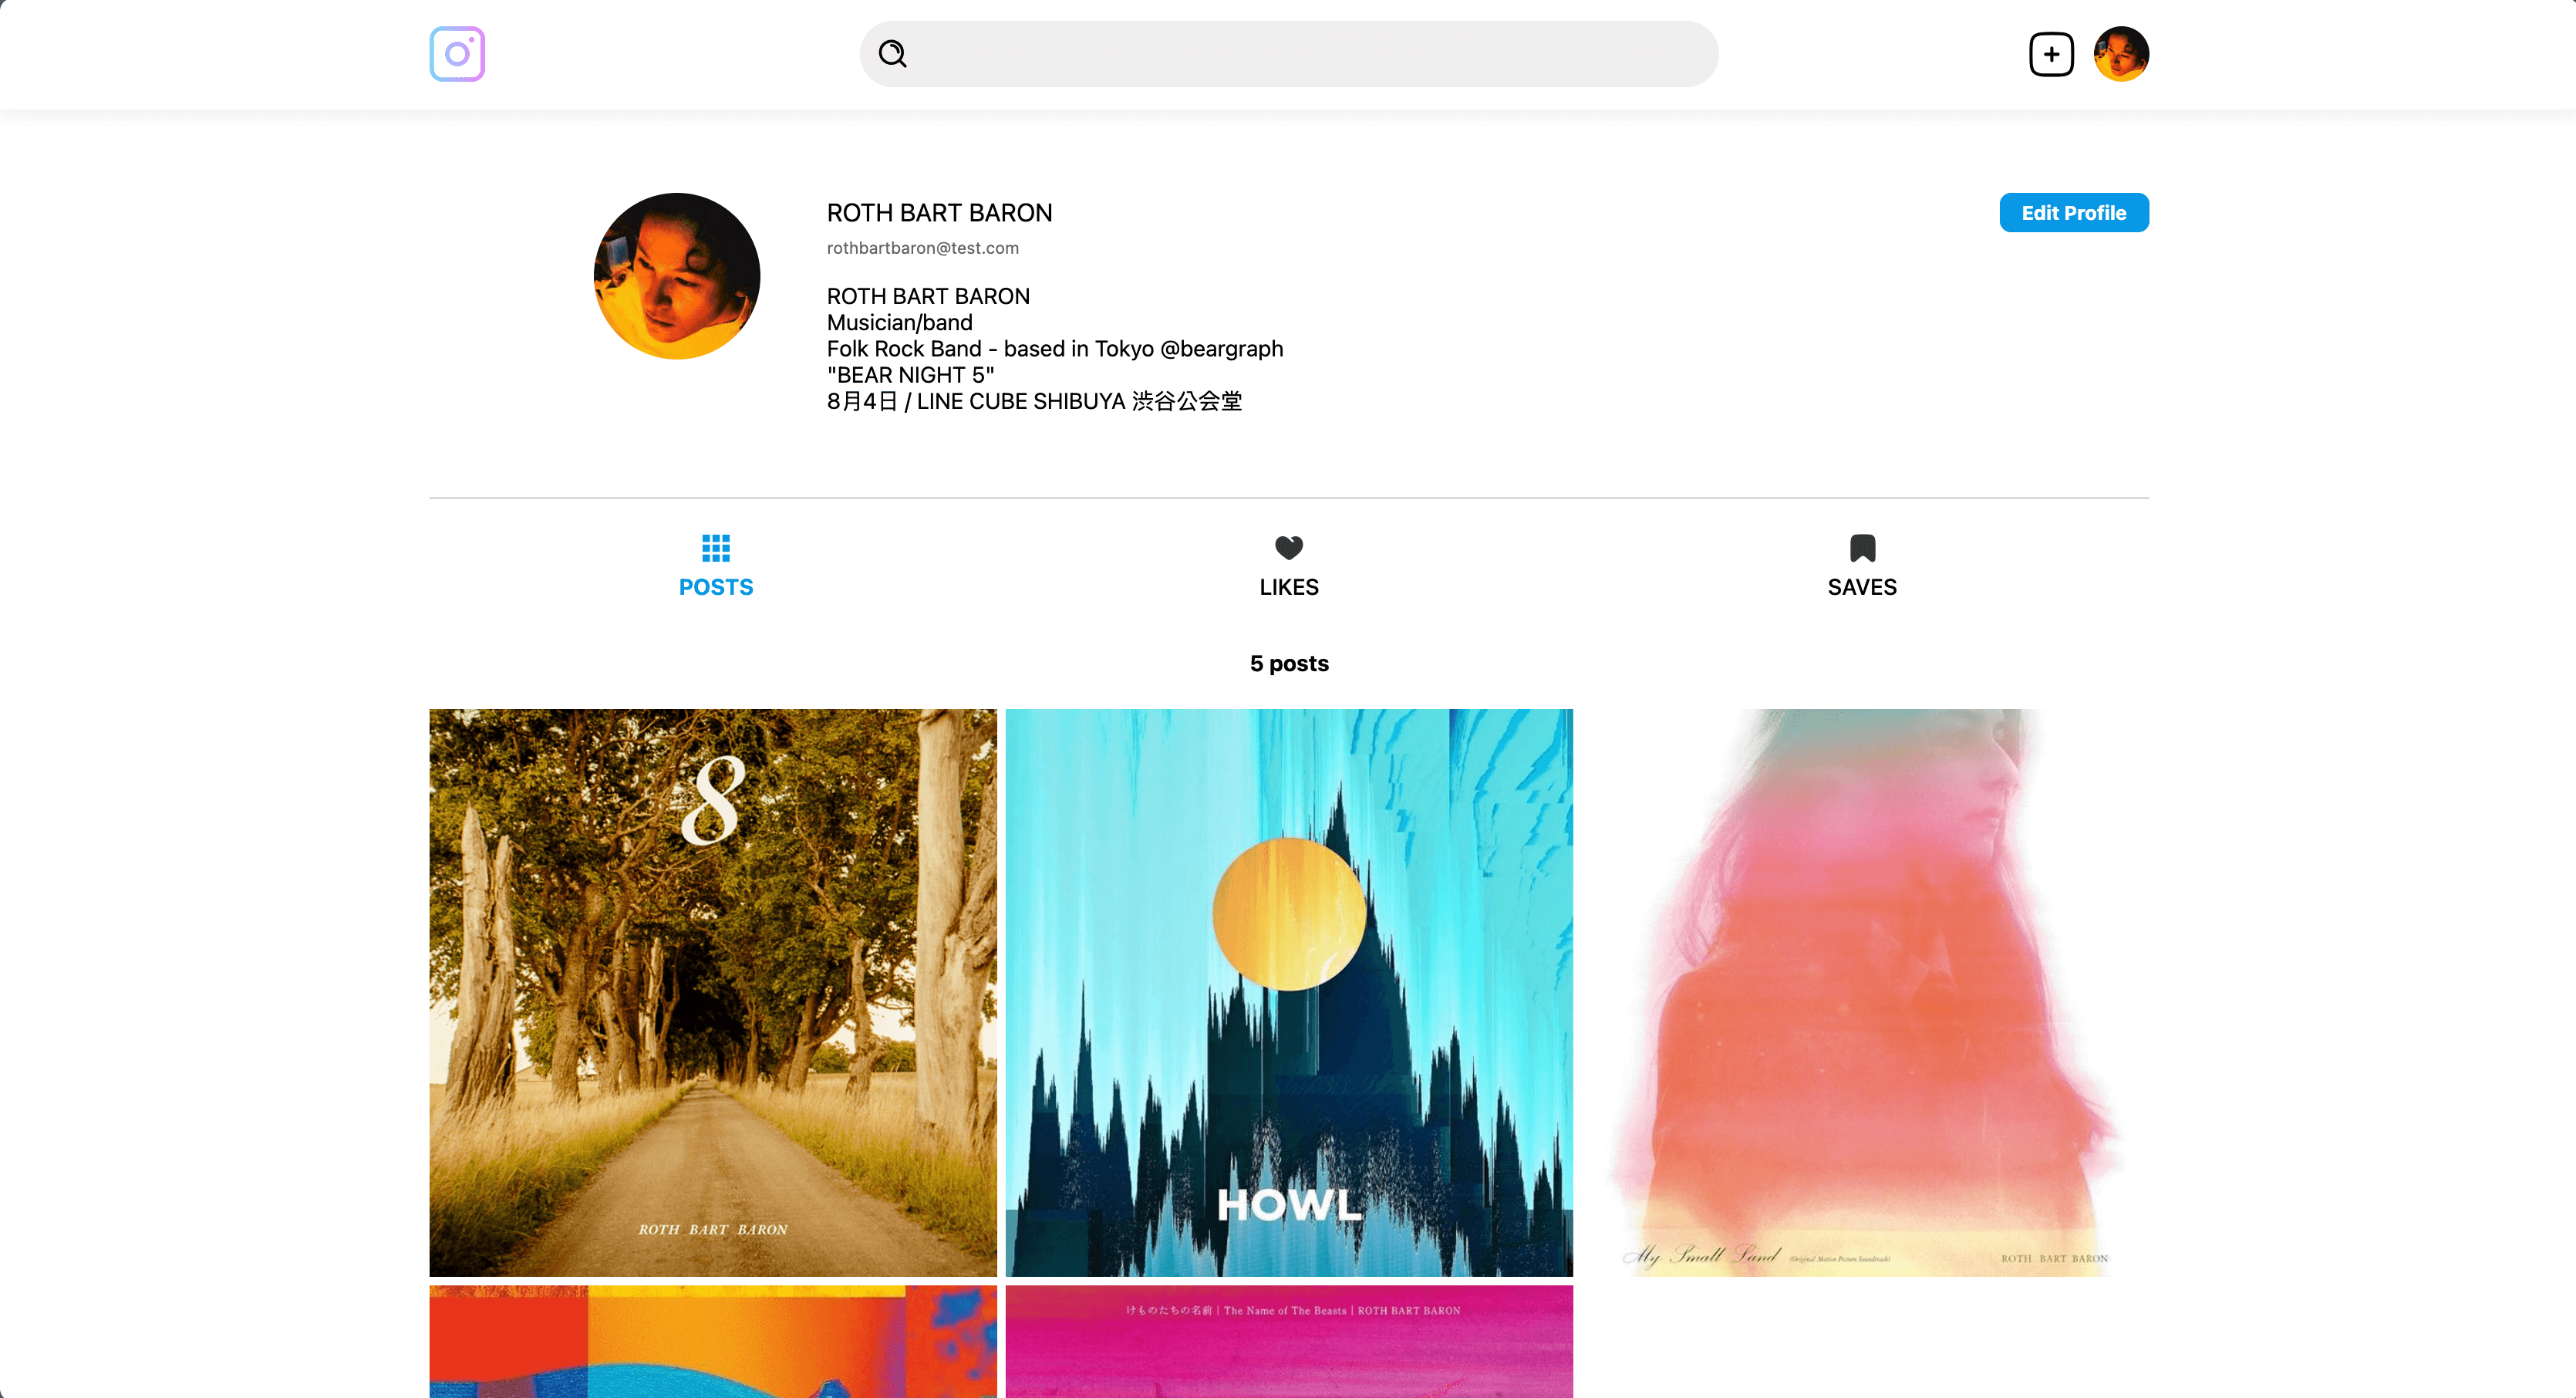 ROTH BART BARON
Edit Profile
rothbartbaron@test.com
ROTH BART BARON
Musician/band
Folk Rock Band - based in Tokyo @beargraph
"BEAR NIGHT 5"
8月4日 / LINE CUBE SHIBUYA 渋谷公会堂
POSTS
LIKES
SAVES
5 posts
8
ROTH BART BARON
HOWL
My Small Land (Original Motion Picture Soundtrack) ROTH BART BARON
けものたちの名前 | The Name of The Beasts | ROTH BART BARON